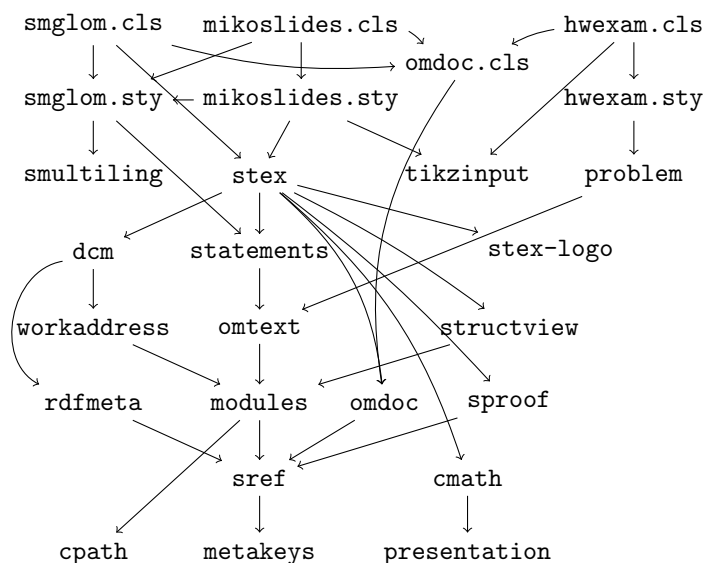 smglom.cls mikoslides.cls hwexam.cls
omdoc.cls
smglom.sty mikoslides.sty hwexam.sty
smultiling stex tikzinput problem
dcm statements stex-logo
workaddress omtext structview
rdfmeta modules omdoc sproof
sref cmath
cpath metakeys presentation